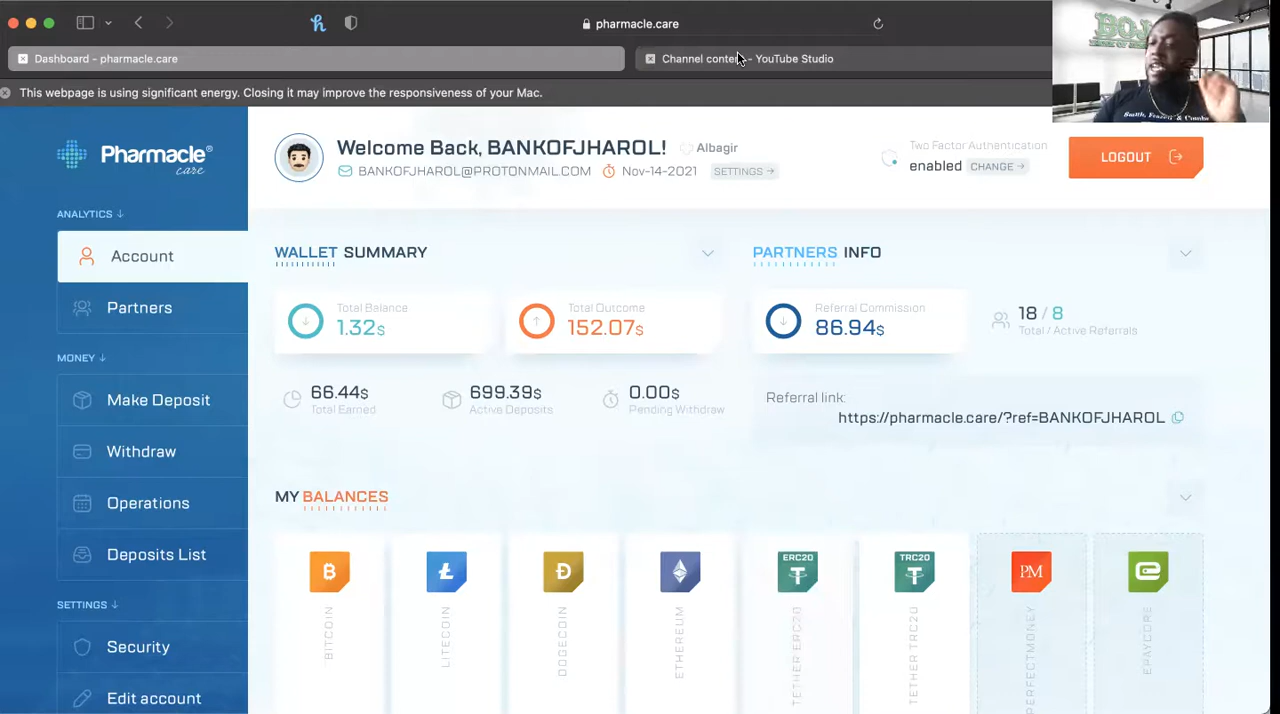 pharmacle.care
Dashboard - pharmacle.care
Channel conten - YouTube Studio
This webpage is using significant energy. Closing it may improve the responsiveness of your Mac.
BOJ
Smith, Frazer, & Combs
Pharmacle
care
Welcome Back, BANKOFJHAROL!
Albagir
BANKOFJHAROL@PROTONMAIL.COM
Nov-14-2021
SETTINGS →
Two Factor Authentication
enabled
CHANGE →
LOGOUT
ANALYTICS ↓
Account
Partners
MONEY ↓
Make Deposit
Withdraw
Operations
Deposits List
SETTINGS ↓
Security
Edit account
WALLET SUMMARY
Total Balance
1.32$
Total Outcome
152.07$
66.44$
Total Earned
699.39$
Active Deposits
0.00$
Pending Withdraw
PARTNERS INFO
Referral Commission
86.94$
18 / 8
Total / Active Referrals
Referral link:
https://pharmacle.care/?ref=BANKOFJHAROL
MY BALANCES
BITCOIN
LITECOIN
DOGECOIN
ETHEREUM
ERC20
TETHER ERC20
TRC20
TETHER TRC20
PM
PERFECTMONEY
EPAYCORE